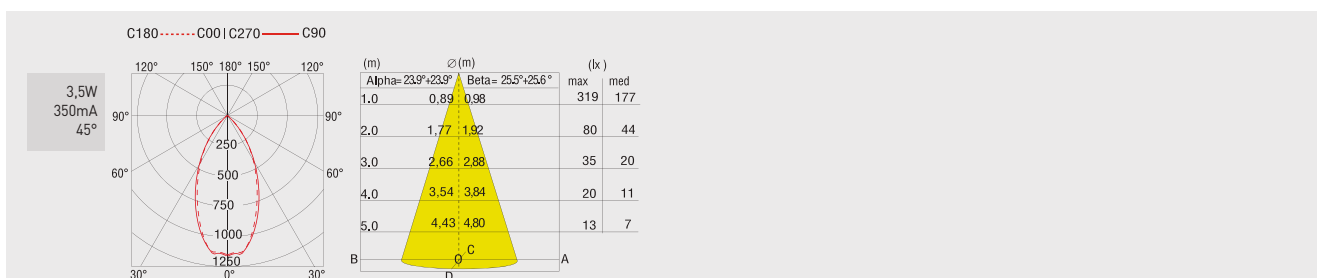 C180 C00 | C270 C90
3,5W
350mA
45°
120° 150° 180° 150° 120°
90° 90°
250
60° 500 60°
750
1000
1250
30° 0° 30°
(m) ∅(m) (lx)
Alpha= 23.9°+23.9° Beta= 25.5°+25.6° max med
1.0 0,89 0,98 319 177
2.0 1,77 1,92 80 44
3.0 2,66 2,88 35 20
4.0 3,54 3,84 20 11
5.0 4,43 4,80 13 7
C
B O A
D